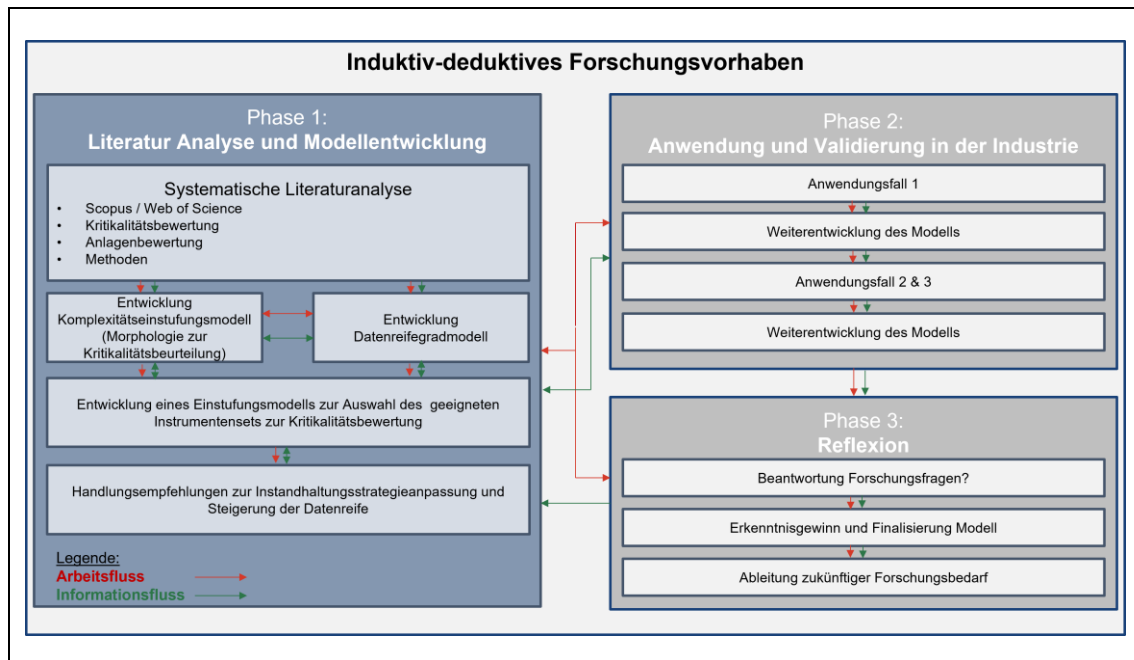 Induktiv-deduktives Forschungsvorhaben
Phase 1:
Literatur Analyse und Modellentwicklung
Systematische Literaturanalyse
• Scopus / Web of Science
• Kritikalitätsbewertung
• Anlagenbewertung
• Methoden
Entwicklung
Komplexitätseinstufungsmodell
(Morphologie zur
Kritikalitätsbeurteilung)
Entwicklung
Datenreifegradmodell
Entwicklung eines Einstufungsmodells zur Auswahl des geeigneten
Instrumentensets zur Kritikalitätsbewertung
Handlungsempfehlungen zur Instandhaltungsstrategieanpassung und
Steigerung der Datenreife
Legende:
Arbeitsfluss
Informationsfluss
Phase 2:
Anwendung und Validierung in der Industrie
Anwendungsfall 1
Weiterentwicklung des Modells
Anwendungsfall 2 & 3
Weiterentwicklung des Modells
Phase 3:
Reflexion
Beantwortung Forschungsfragen?
Erkenntnisgewinn und Finalisierung Modell
Ableitung zukünftiger Forschungsbedarf